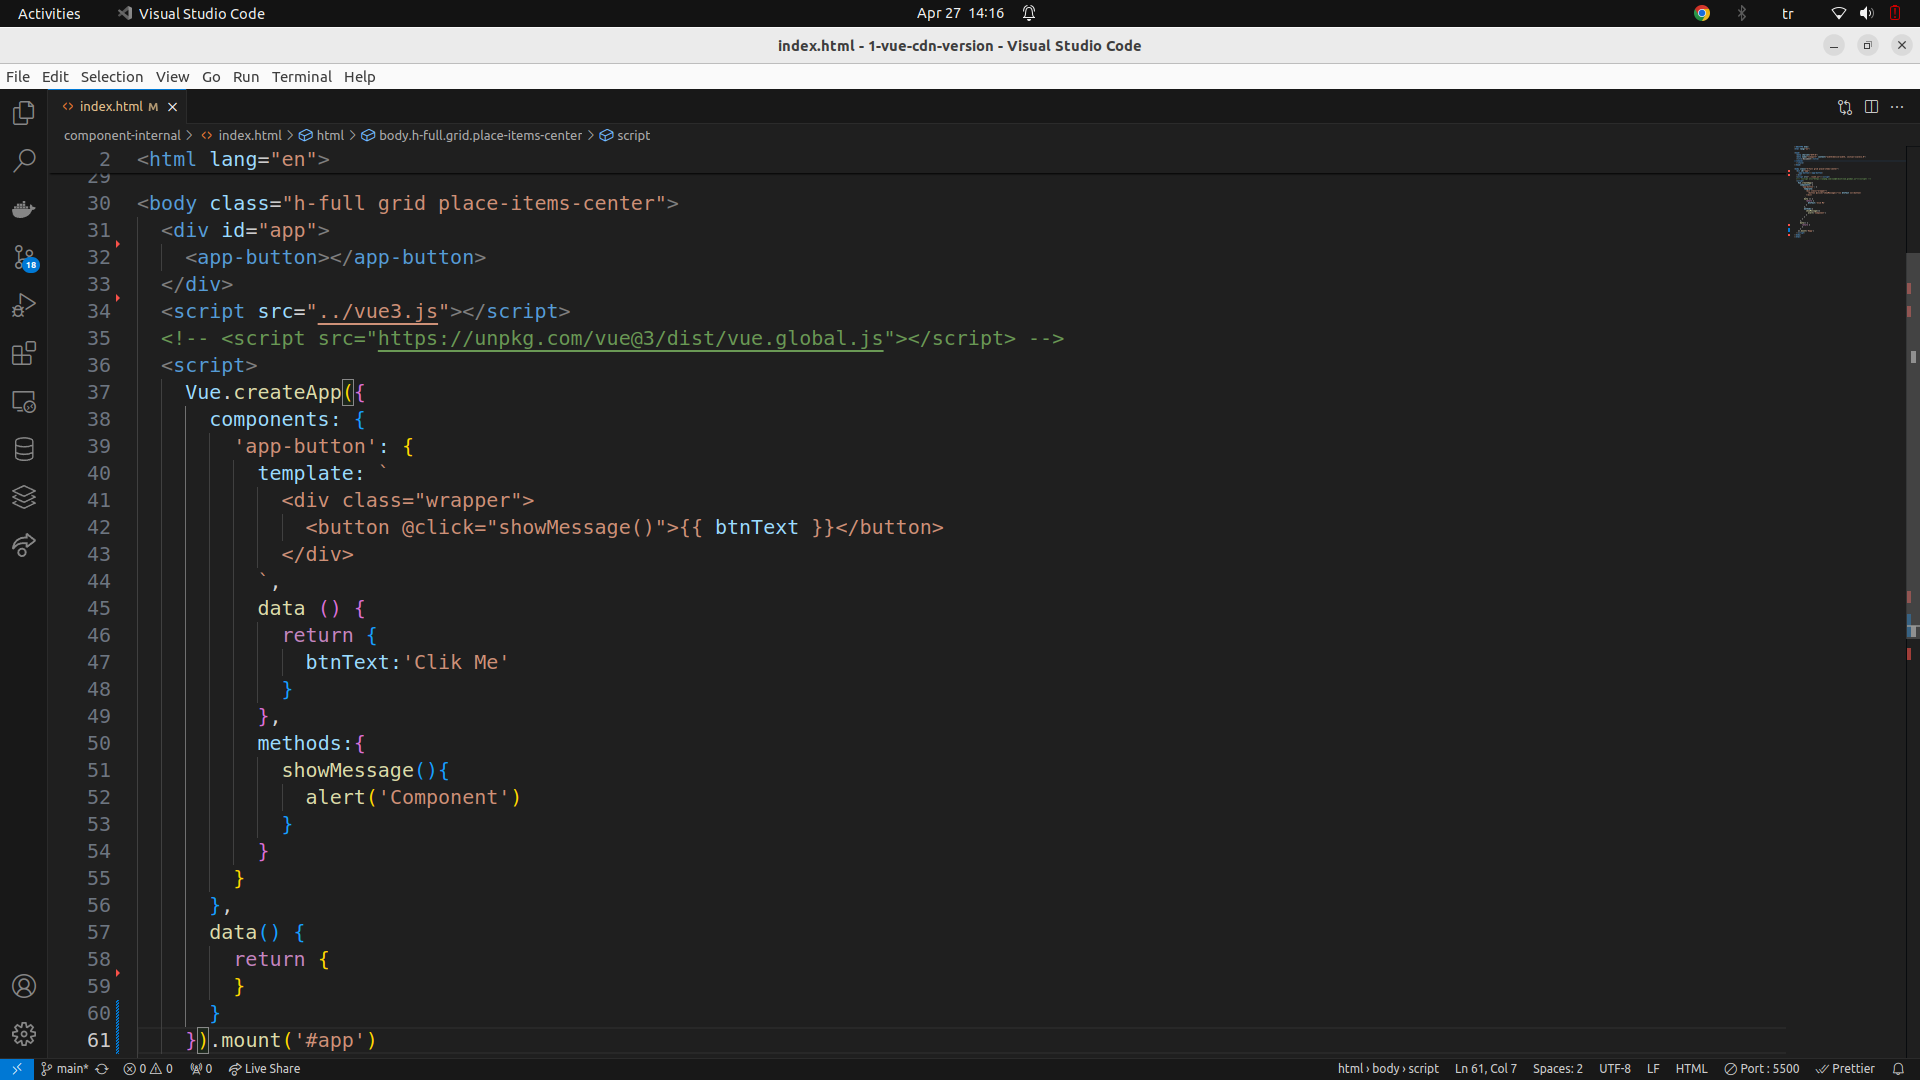 Activities Visual Studio Code Apr 27 14:16 tr
index.html - 1-vue-cdn-version - Visual Studio Code
File Edit Selection View Go Run Terminal Help
index.html M
component-internal > index.html > html > body.h-full.grid.place-items-center > script
2 <html lang="en">
29
30 <body class="h-full grid place-items-center">
31 <div id="app">
32 <app-button></app-button>
33 </div>
34 <script src="../vue3.js"></script>
35 <!-- <script src="https://unpkg.com/vue@3/dist/vue.global.js"></script> -->
36 <script>
37 Vue.createApp({
38 components: {
39 'app-button': {
40 template: `
41 <div class="wrapper">
42 <button @click="showMessage()">{{ btnText }}</button>
43 </div>
44 `,
45 data () {
46 return {
47 btnText:'Clik Me'
48 }
49 },
50 methods:{
51 showMessage(){
52 alert('Component')
53 }
54 }
55 }
56 },
57 data() {
58 return {
59 }
60 }
61 }).mount('#app')
18
main* 0 0 0 Live Share html › body › script Ln 61, Col 7 Spaces: 2 UTF-8 LF HTML Port : 5500 Prettier